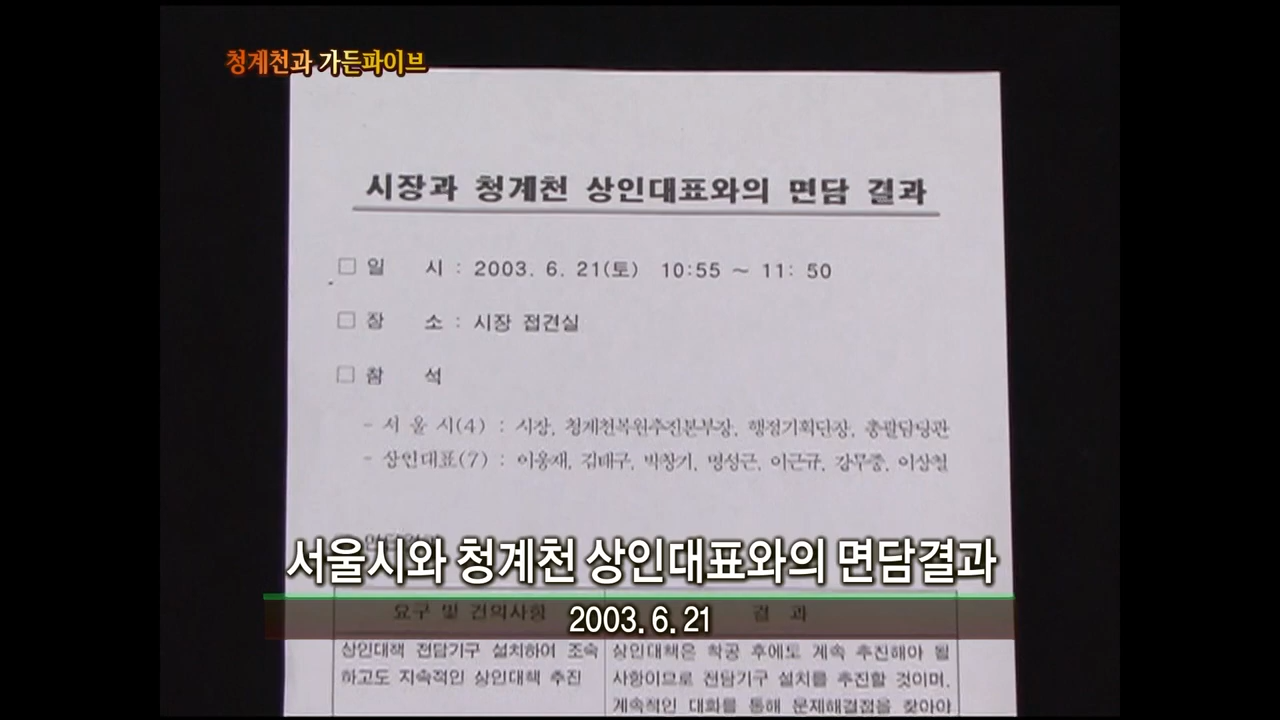 청계천과 가든파이브
시장과 청계천 상인대표와의 면담 결과
□ 일 시 : 2003. 6. 21(토) 10:55 ~ 11: 50
□ 장 소 : 시장 접견실
□ 참 석
- 서 울 시(4) : 시장, 청계천복원추진본부장, 행정기획단장, 총괄담당관
- 상인대표(7) : 이웅재, 김태구, 박창기, 명성근, 이근규, 강무중, 이상철
서울시와 청계천 상인대표와의 면담결과
요구 및 건의사항 결 과
2003. 6. 21
상인대책 전담기구 설치하여 조속 상인대책은 착공 후에도 계속 추진해야 될
하고도 지속적인 상인대책 추진 사항이므로 전담기구 설치를 추진할 것이며,
계속적인 대화를 통해 문제해결점을 찾아야